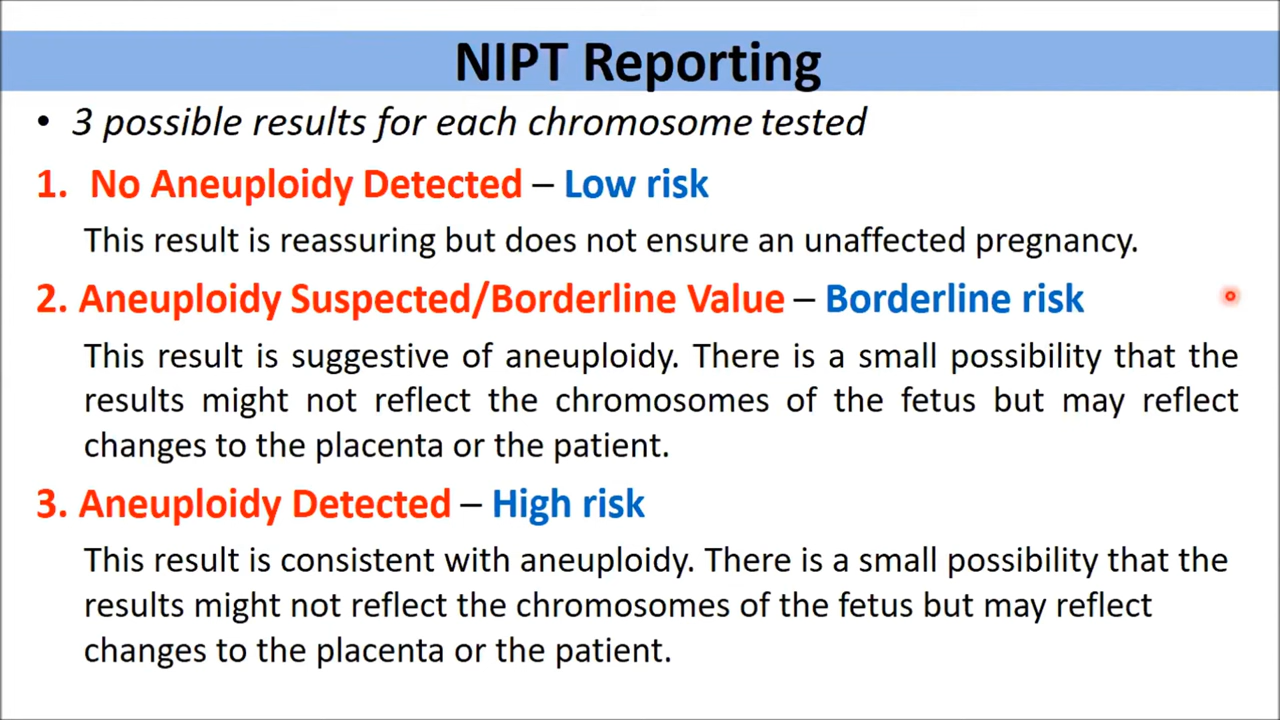 NIPT Reporting
• 3 possible results for each chromosome tested
1. No Aneuploidy Detected – Low risk
This result is reassuring but does not ensure an unaffected pregnancy.
2. Aneuploidy Suspected/Borderline Value – Borderline risk
This result is suggestive of aneuploidy. There is a small possibility that the
results might not reflect the chromosomes of the fetus but may reflect
changes to the placenta or the patient.
3. Aneuploidy Detected – High risk
This result is consistent with aneuploidy. There is a small possibility that the
results might not reflect the chromosomes of the fetus but may reflect
changes to the placenta or the patient.